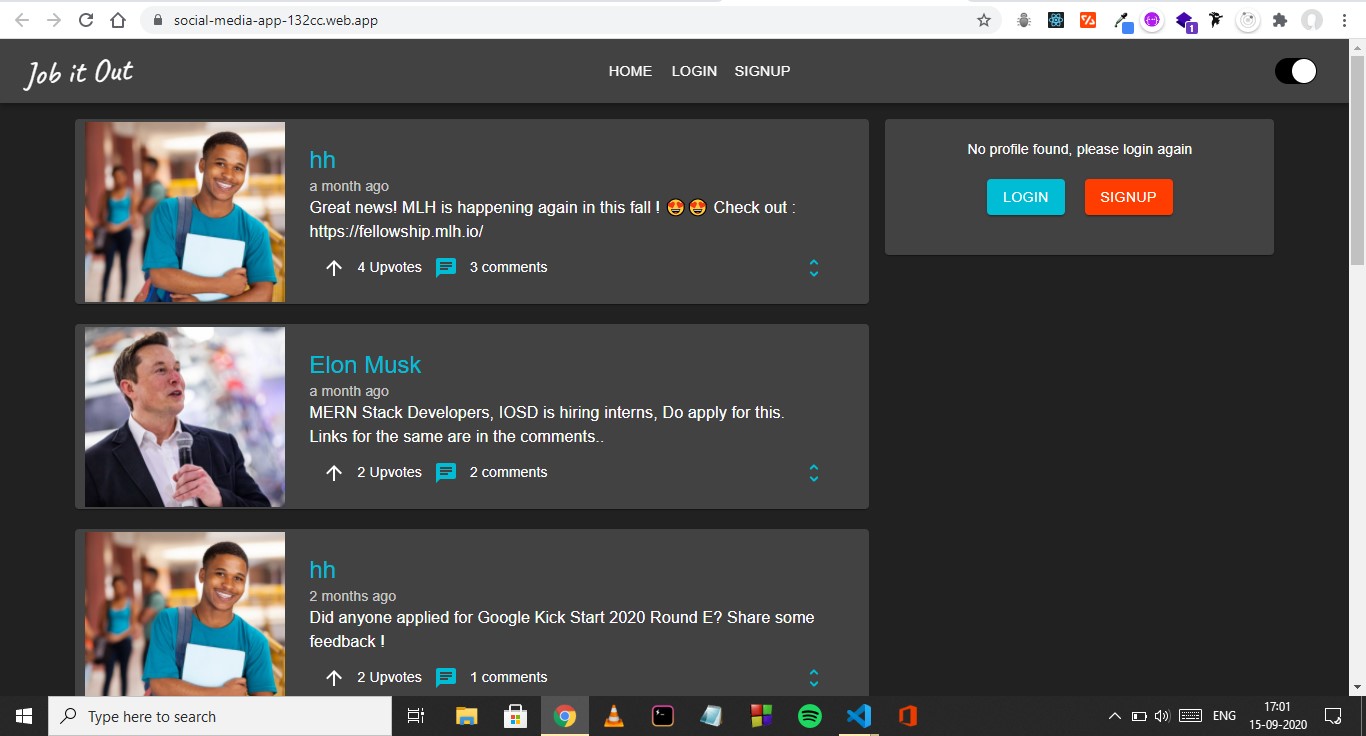 social-media-app-132cc.web.app
1
Job it Out
HOME LOGIN SIGNUP
hh
a month ago
Great news! MLH is happening again in this fall ! 😍😍 Check out :
https://fellowship.mlh.io/
4 Upvotes 3 comments
No profile found, please login again
LOGIN SIGNUP
Elon Musk
a month ago
MERN Stack Developers, IOSD is hiring interns, Do apply for this.
Links for the same are in the comments..
2 Upvotes 2 comments
hh
2 months ago
Did anyone applied for Google Kick Start 2020 Round E? Share some
feedback !
2 Upvotes 1 comments
Type here to search
ENG
17:01
15-09-2020